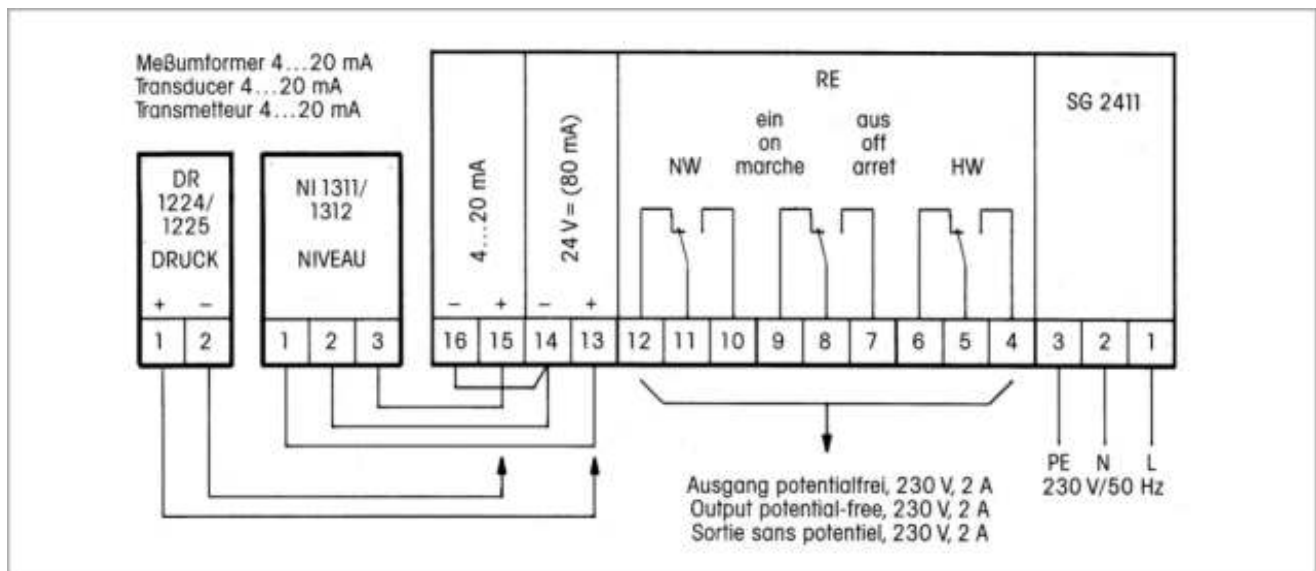 Meßumformer 4...20 mA
Transducer 4...20 mA
Transmetteur 4...20 mA
DR
1224/
1225
DRUCK
+ −
1 2
NI 1311/
1312
NIVEAU
1 2 3
4...20 mA
− +
24 V = (80 mA)
− +
RE
NW
ein
on
marche
aus
off
arret
HW
SG 2411
16 15 14 13 12 11 10 9 8 7 6 5 4 3 2 1
PE N L
230 V/50 Hz
Ausgang potentialfrei, 230 V, 2 A
Output potential-free, 230 V, 2 A
Sortie sans potentiel, 230 V, 2 A